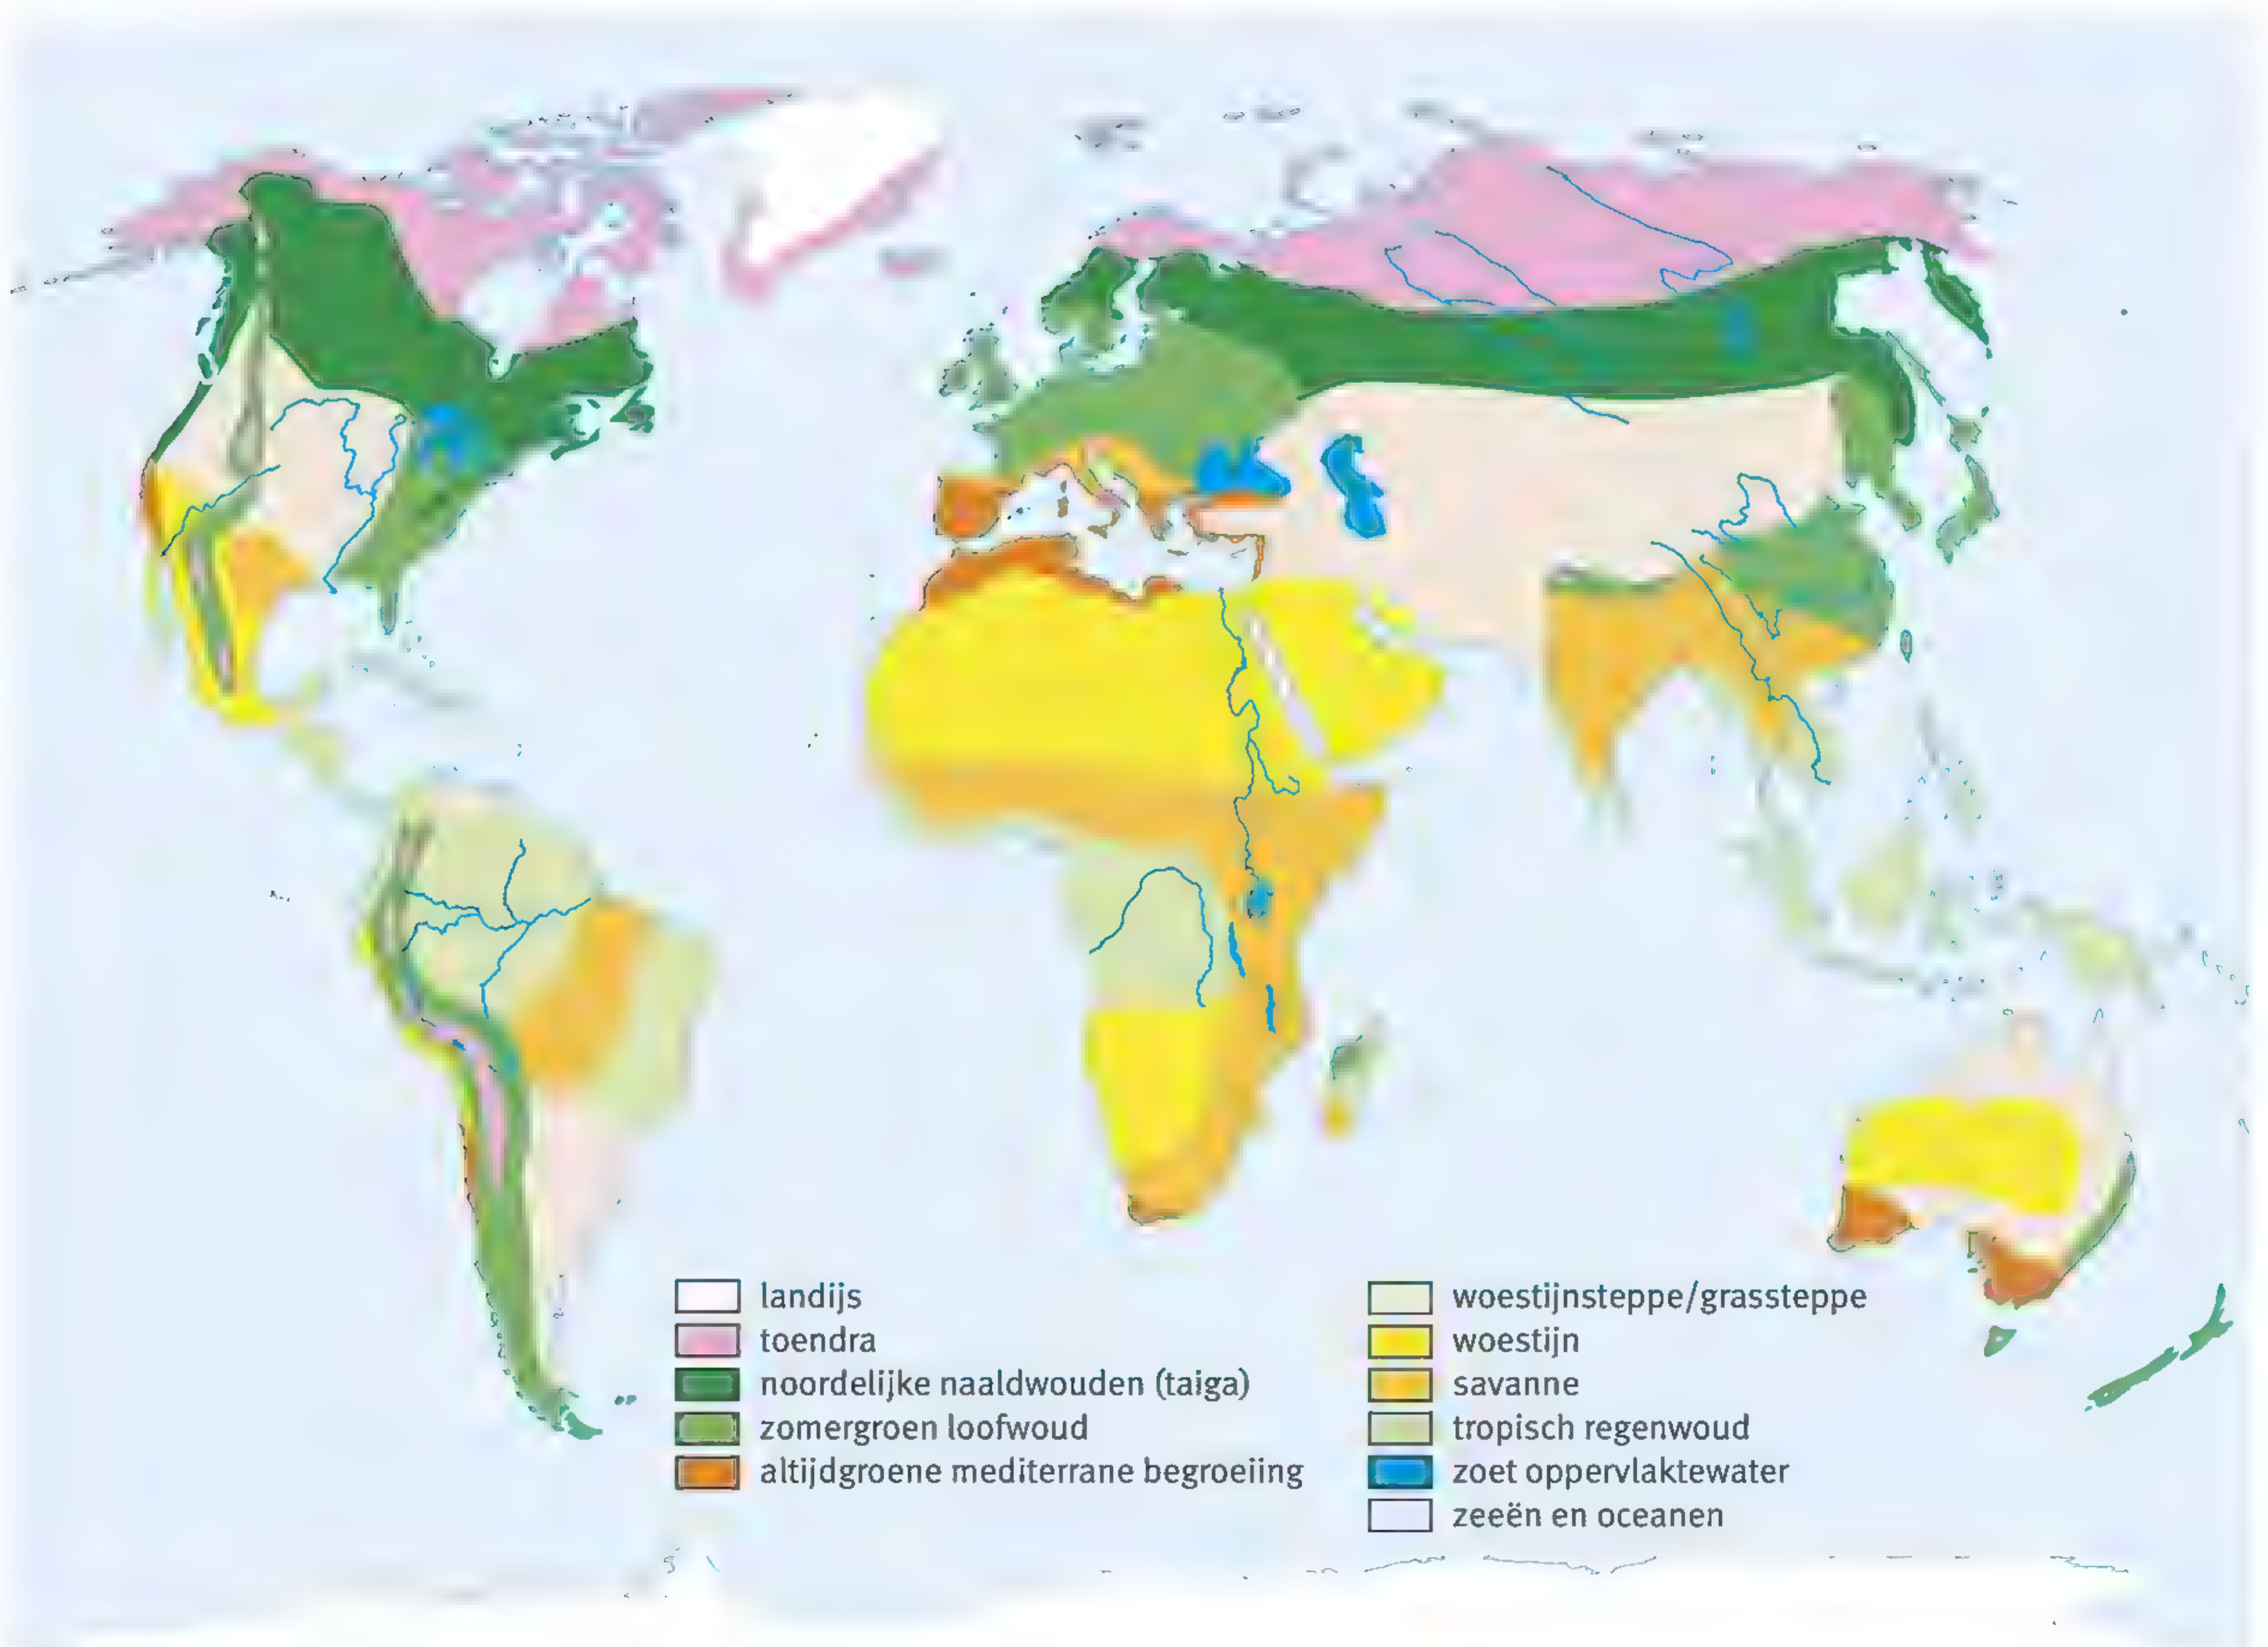 landijs
toendra
noordelijke naaldwouden (taiga)
zomergroen loofwoud
altijdgroene mediterrane begroeiing
woestijnsteppe/grassteppe
woestijn
savanne
tropisch regenwoud
zoet oppervlaktewater
zeeën en oceanen